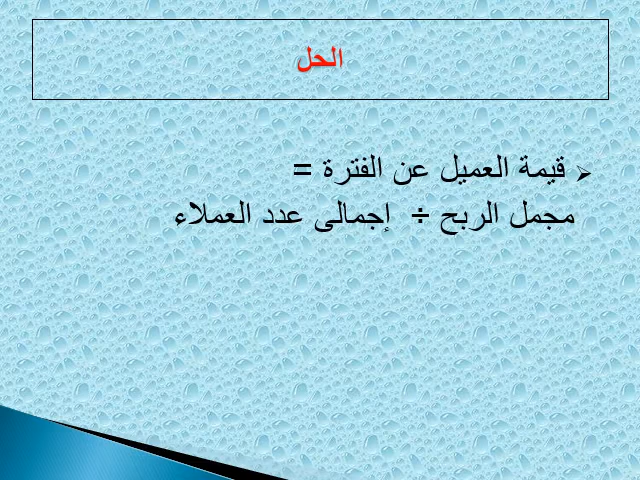 الحل
قيمة العميل عن الفترة =
مجمل الربح ÷ إجمالى عدد العملاء